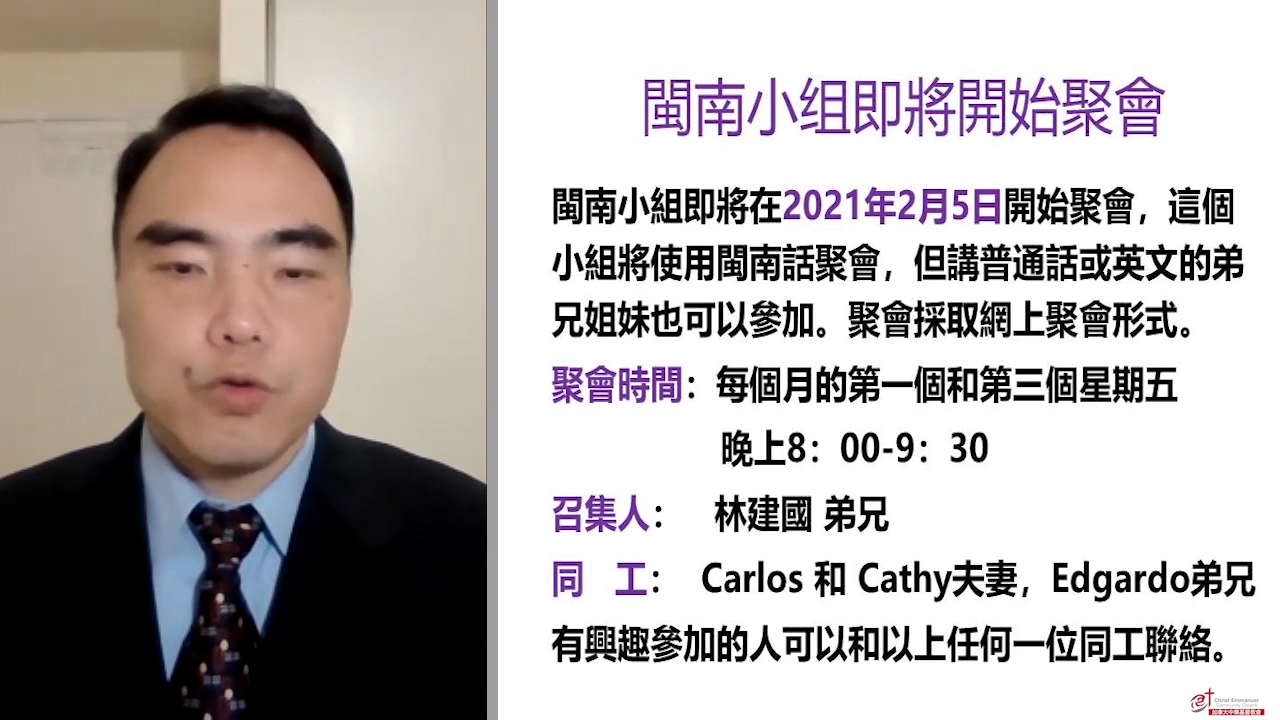 閩南小组即將開始聚會
閩南小組即將在2021年2月5日開始聚會，這個
小組將使用閩南話聚會，但講普通話或英文的弟
兄姐妹也可以參加。聚會採取網上聚會形式。
聚會時間：每個月的第一個和第三個星期五
晚上8：00-9：30
召集人： 林建國 弟兄
同 工： Carlos 和 Cathy夫妻，Edgardo弟兄
有興趣參加的人可以和以上任何一位同工聯絡。
Christ Emmanuel
Community Church